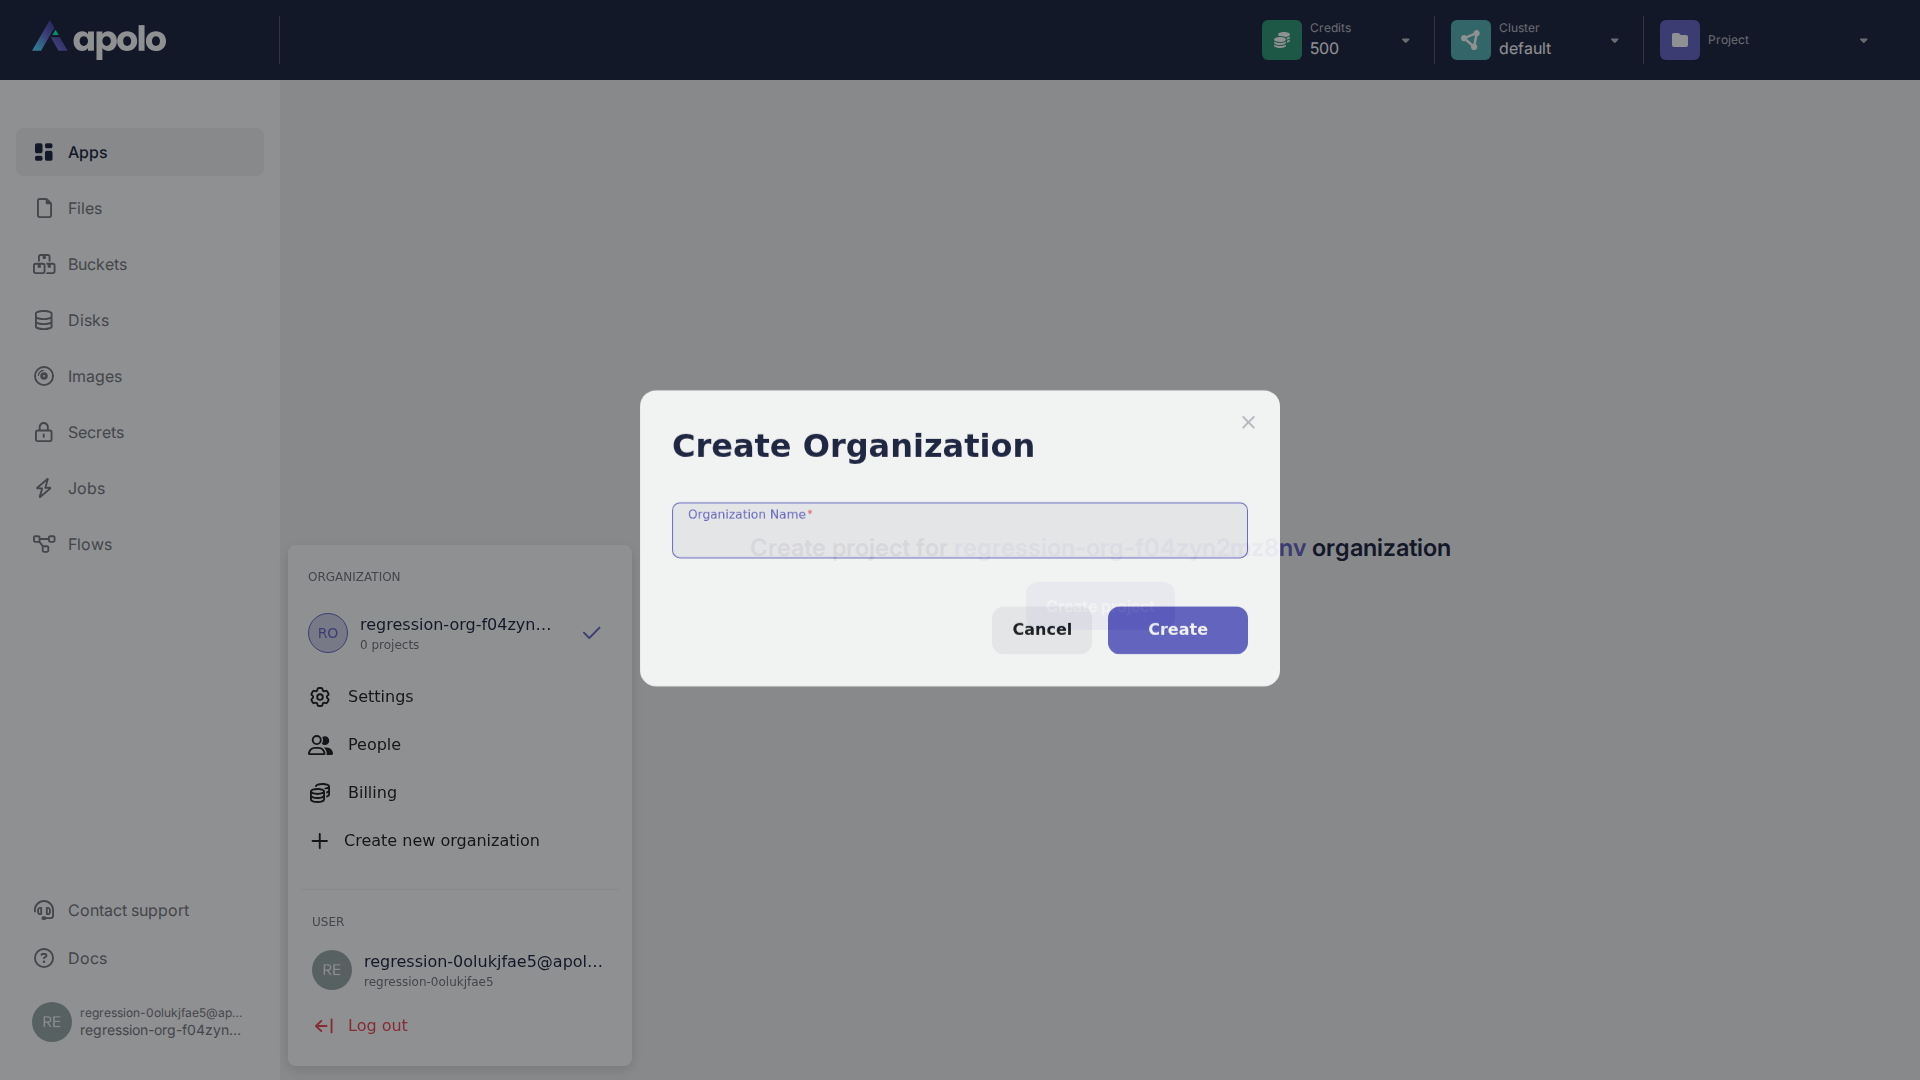 apolo
Credits
500
Cluster
default
Project
Apps
Files
Buckets
Disks
Images
Secrets
Jobs
Flows
Contact support
Docs
RE
regression-0olukjfae5@ap...
regression-org-f04zyn...
ORGANIZATION
RO
regression-org-f04zyn...
0 projects
Settings
People
Billing
Create new organization
USER
RE
regression-0olukjfae5@apol...
regression-0olukjfae5
Log out
Create Organization
Organization Name*
Create project for regression-org-f04zyn2mz8nv organization
Create project
Cancel
Create